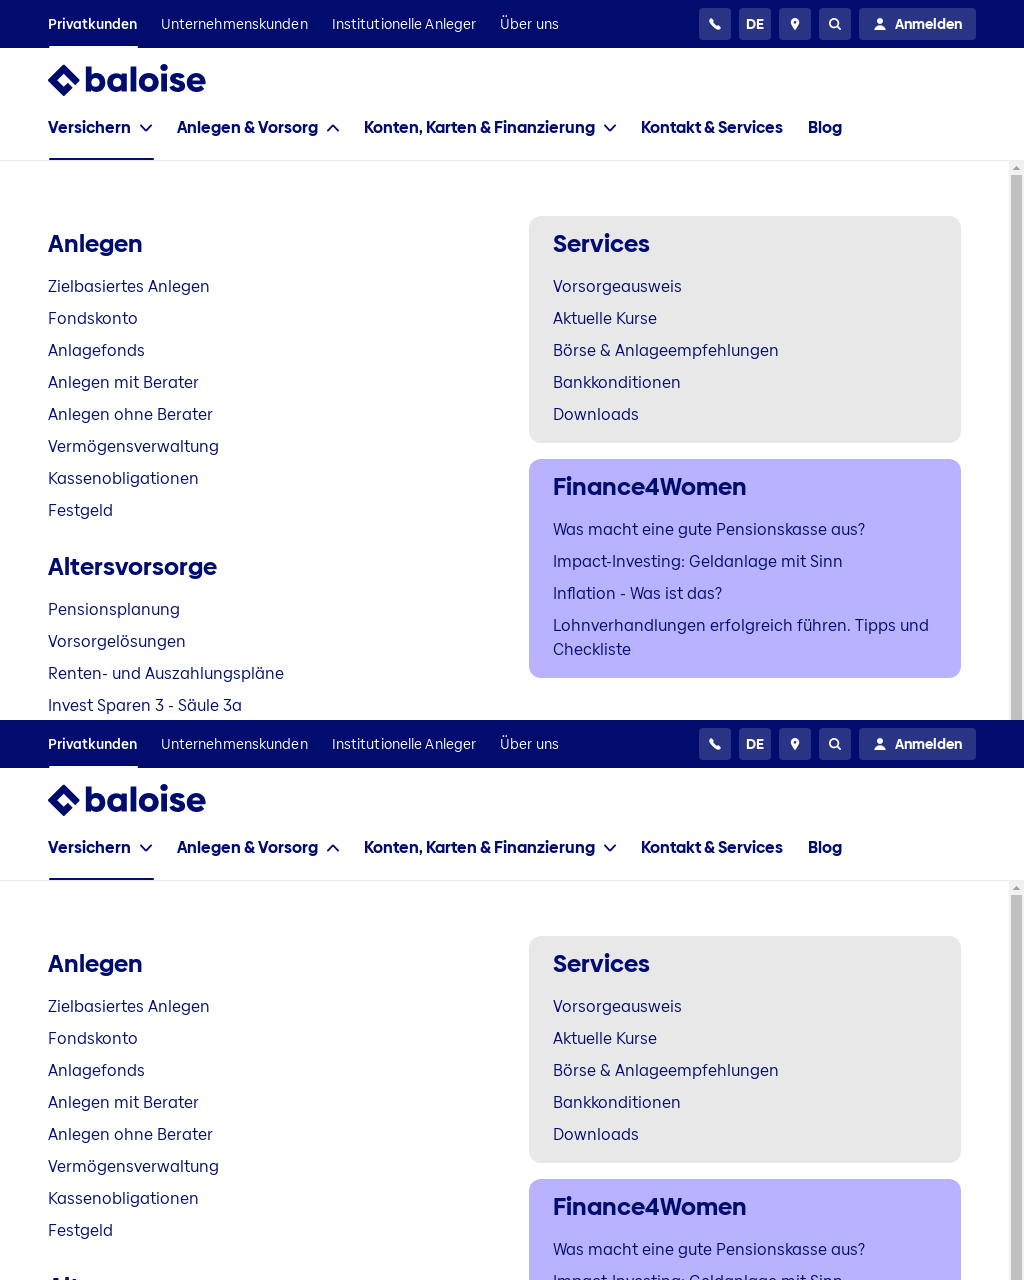 Privatkunden Unternehmenskunden Institutionelle Anleger Über uns DE Anmelden
baloise
Versichern Anlegen & Vorsorg Konten, Karten & Finanzierung Kontakt & Services Blog
Anlegen
Zielbasiertes Anlegen
Fondskonto
Anlagefonds
Anlegen mit Berater
Anlegen ohne Berater
Vermögensverwaltung
Kassenobligationen
Festgeld
Altersvorsorge
Pensionsplanung
Vorsorgelösungen
Renten- und Auszahlungspläne
Invest Sparen 3 - Säule 3a
Services
Vorsorgeausweis
Aktuelle Kurse
Börse & Anlageempfehlungen
Bankkonditionen
Downloads
Finance4Women
Was macht eine gute Pensionskasse aus?
Impact-Investing: Geldanlage mit Sinn
Inflation - Was ist das?
Lohnverhandlungen erfolgreich führen. Tipps und
Checkliste
Privatkunden Unternehmenskunden Institutionelle Anleger Über uns DE Anmelden
baloise
Versichern Anlegen & Vorsorg Konten, Karten & Finanzierung Kontakt & Services Blog
Anlegen
Zielbasiertes Anlegen
Fondskonto
Anlagefonds
Anlegen mit Berater
Anlegen ohne Berater
Vermögensverwaltung
Kassenobligationen
Festgeld
Services
Vorsorgeausweis
Aktuelle Kurse
Börse & Anlageempfehlungen
Bankkonditionen
Downloads
Finance4Women
Was macht eine gute Pensionskasse aus?
Impact-Investing: Geldanlage mit Sinn